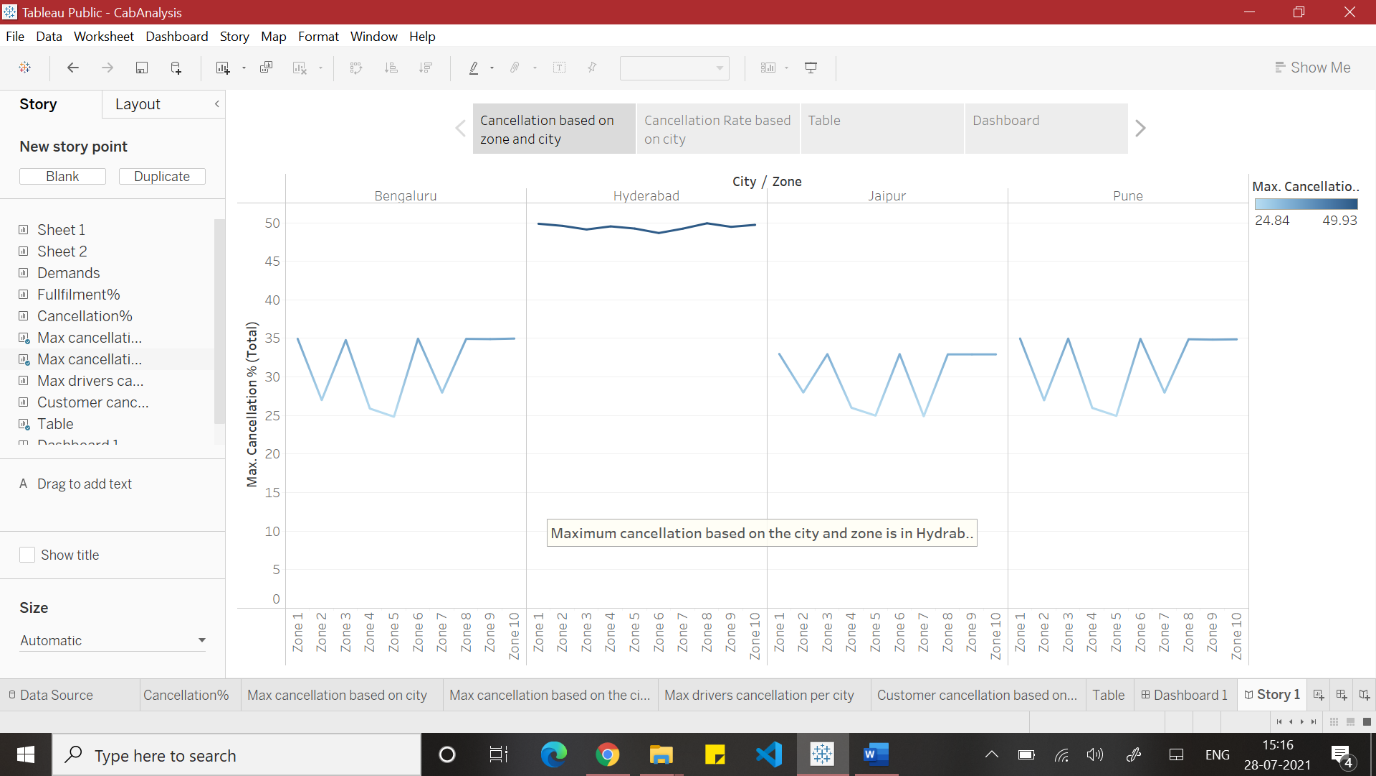 Tableau Public - CabAnalysis
File Data Worksheet Dashboard Story Map Format Window Help
Show Me
Story Layout
New story point
Blank Duplicate
Sheet 1
Sheet 2
Demands
Fullfilment%
Cancellation%
Max cancellati...
Max cancellati...
Max drivers ca...
Customer canc...
Table
Dashboard 1
A Drag to add text
Show title
Size
Automatic
Cancellation based on
zone and city
Cancellation Rate based
on city
Table
Dashboard
City / Zone
Bengaluru Hyderabad Jaipur Pune
Max. Cancellation % (Total)
50
45
40
35
30
25
20
15
10
5
0
Maximum cancellation based on the city and zone is in Hydrab..
Zone 1 Zone 2 Zone 3 Zone 4 Zone 5 Zone 6 Zone 7 Zone 8 Zone 9 Zone 10
Zone 1 Zone 2 Zone 3 Zone 4 Zone 5 Zone 6 Zone 7 Zone 8 Zone 9 Zone 10
Zone 1 Zone 2 Zone 3 Zone 4 Zone 5 Zone 6 Zone 7 Zone 8 Zone 9 Zone 10
Zone 1 Zone 2 Zone 3 Zone 4 Zone 5 Zone 6 Zone 7 Zone 8 Zone 9 Zone 10
Max. Cancellatio..
24.84 49.93
Data Source Cancellation% Max cancellation based on city Max cancellation based on the ci... Max drivers cancellation per city Customer cancellation based on... Table Dashboard 1 Story 1
Type here to search
ENG
15:16
28-07-2021
4